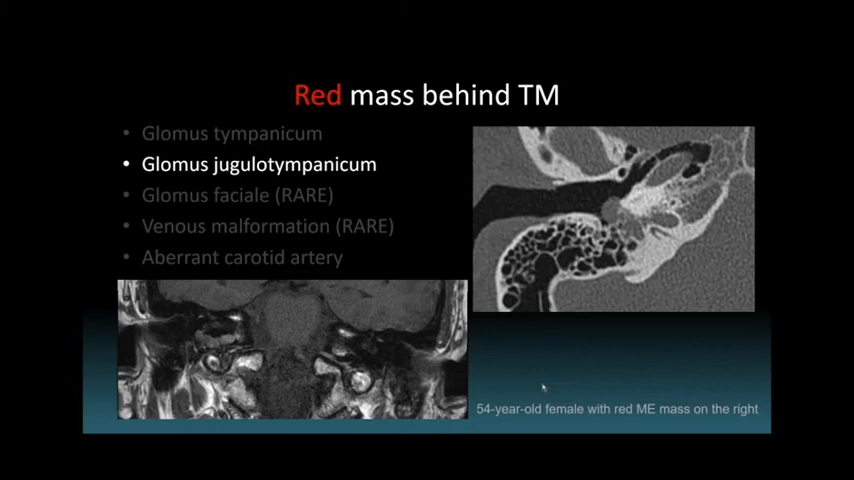 Red mass behind TM
• Glomus tympanicum
• Glomus jugulotympanicum
• Glomus faciale (RARE)
• Venous malformation (RARE)
• Aberrant carotid artery
54-year-old female with red ME mass on the right